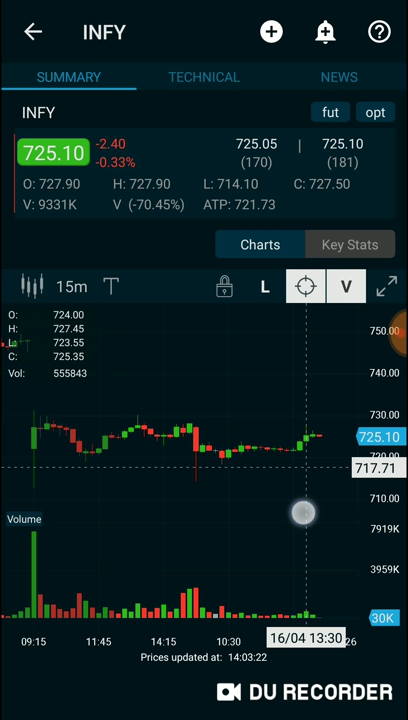 INFY
SUMMARY TECHNICAL NEWS
INFY fut opt
725.10 -2.40 -0.33% 725.05 (170) | 725.10 (181)
O: 727.90 H: 727.90 L: 714.10 C: 727.50
V: 9331K V (-70.45%) ATP: 721.73
Charts Key Stats
15m T L V
O: 724.00
H: 727.45
L: 723.55
C: 725.35
Vol: 555843
750.00
740.00
730.00
725.10
720.00
717.71
710.00
Volume
7919K
3959K
30K
09:15 11:45 14:15 10:30 16/04 13:30 26
Prices updated at: 14:03:22
DU RECORDER